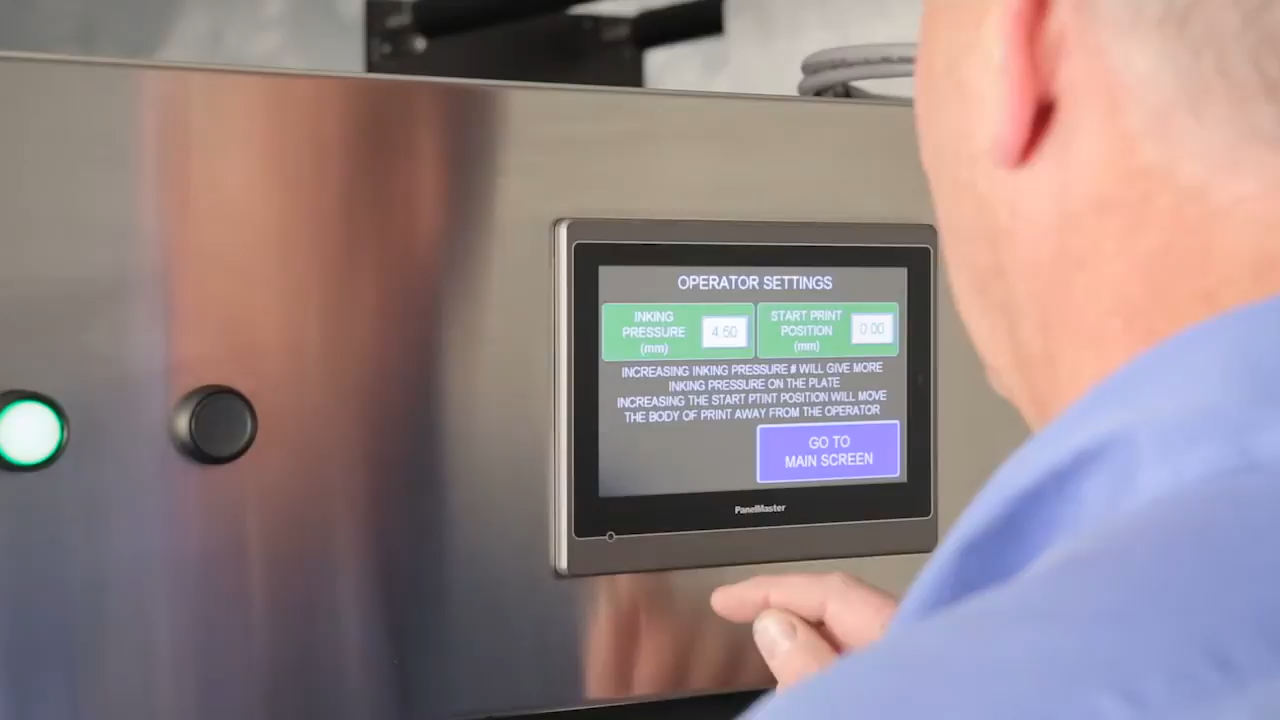 OPERATOR SETTINGS
INKING
PRESSURE
(mm)
4.50
START PRINT
POSITION
(mm)
0.00
INCREASING INKING PRESSURE # WILL GIVE MORE
INKING PRESSURE ON THE PLATE
INCREASING THE START PTINT POSITION WILL MOVE
THE BODY OF PRINT AWAY FROM THE OPERATOR
GO TO
MAIN SCREEN
PanelMaster